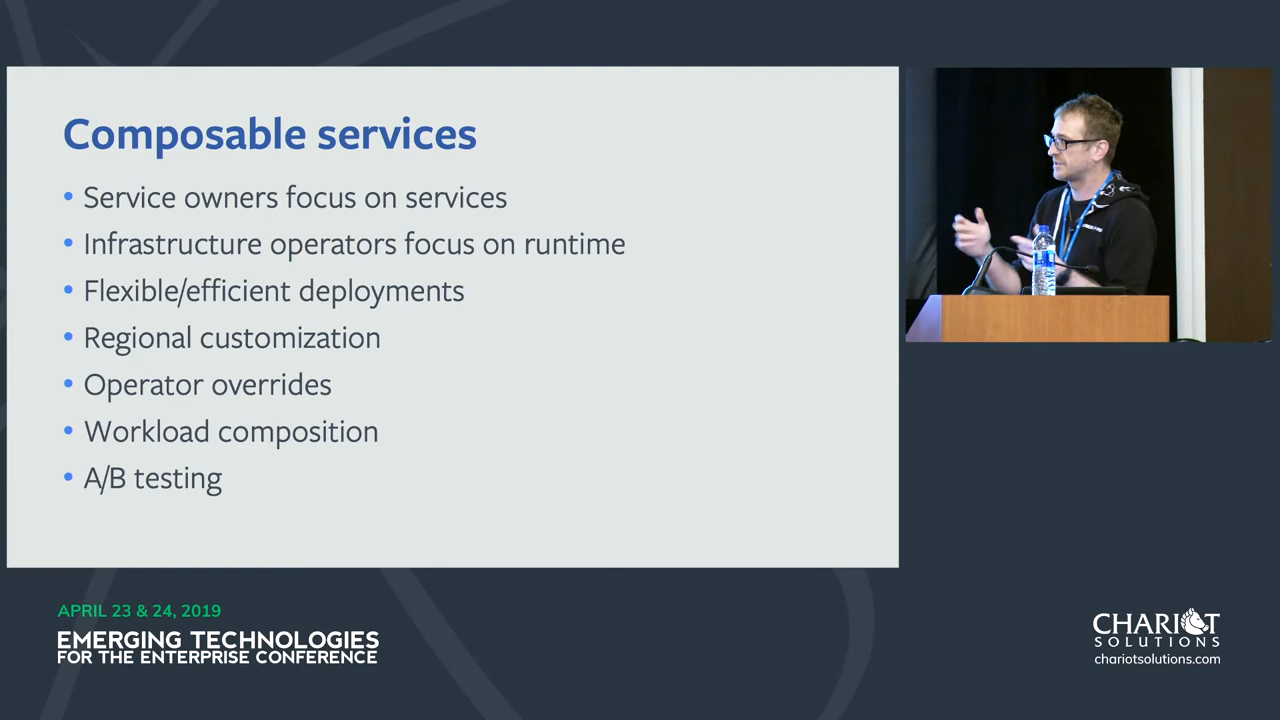 Composable services
• Service owners focus on services
• Infrastructure operators focus on runtime
• Flexible/efficient deployments
• Regional customization
• Operator overrides
• Workload composition
• A/B testing
APRIL 23 & 24, 2019
EMERGING TECHNOLOGIES
FOR THE ENTERPRISE CONFERENCE
CHARIOT
SOLUTIONS
chariotsolutions.com